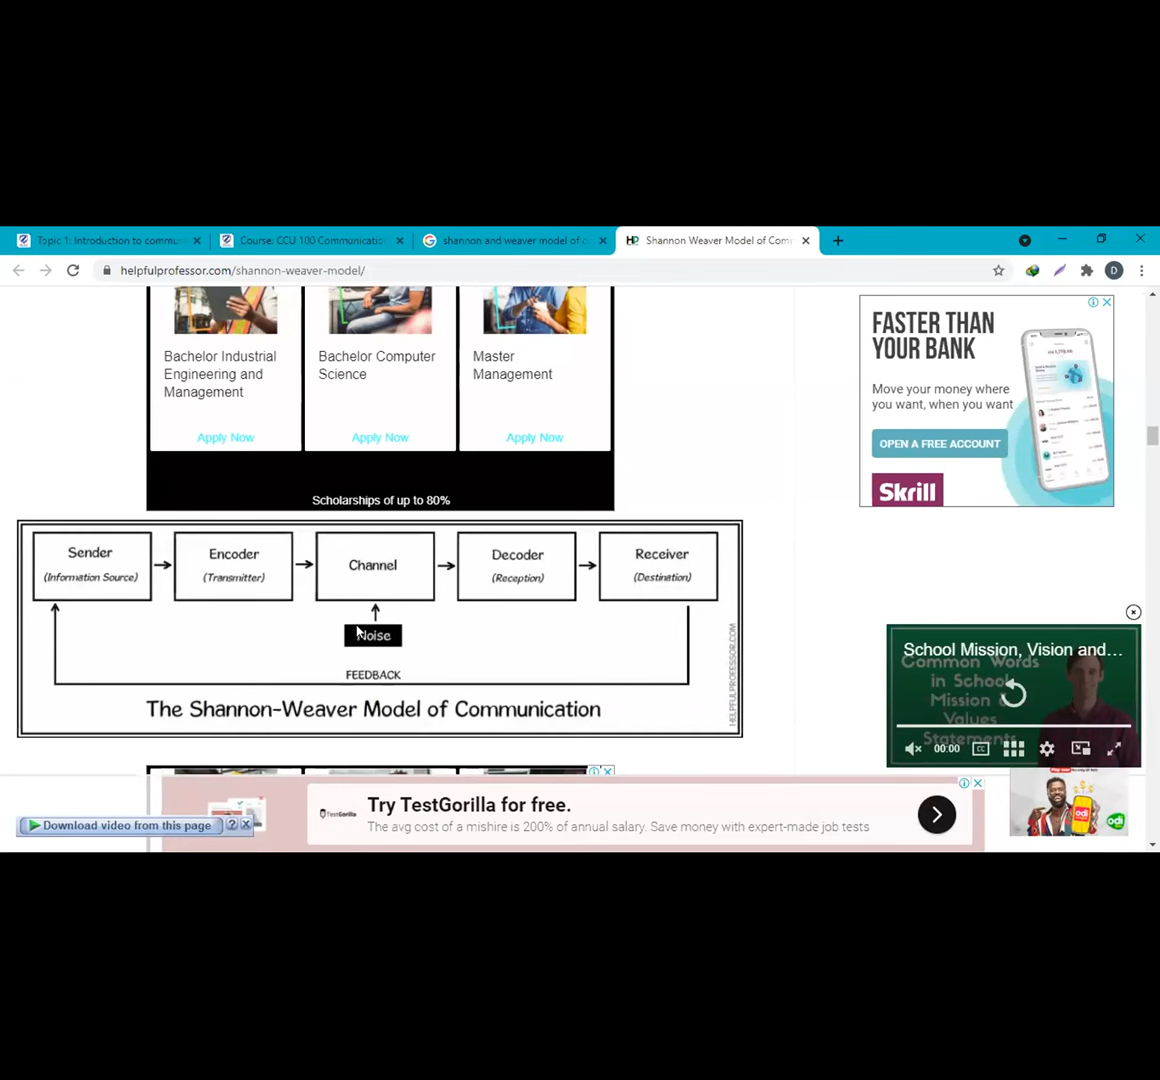 Topic 1: Introduction to commun
Course: CCU 100 Communicatio
shannon and weaver model of c
Shannon Weaver Model of Com
helpfulprofessor.com/shannon-weaver-model/
D
Bachelor Industrial
Engineering and
Management
Apply Now
Bachelor Computer
Science
Apply Now
Master
Management
Apply Now
Scholarships of up to 80%
FASTER THAN
YOUR BANK
Move your money where
you want, when you want
OPEN A FREE ACCOUNT
Skrill
Sender
(Information Source)
Encoder
(Transmitter)
Channel
Decoder
(Reception)
Receiver
(Destination)
Noise
FEEDBACK
The Shannon-Weaver Model of Communication
HELPFULPROFESSOR.COM
School Mission, Vision and...
Common Words
in School
Mission &
Values
Statements
00:00
CC
Download video from this page
?
TestGorilla
Try TestGorilla for free.
The avg cost of a mishire is 200% of annual salary. Save money with expert-made job tests
odi